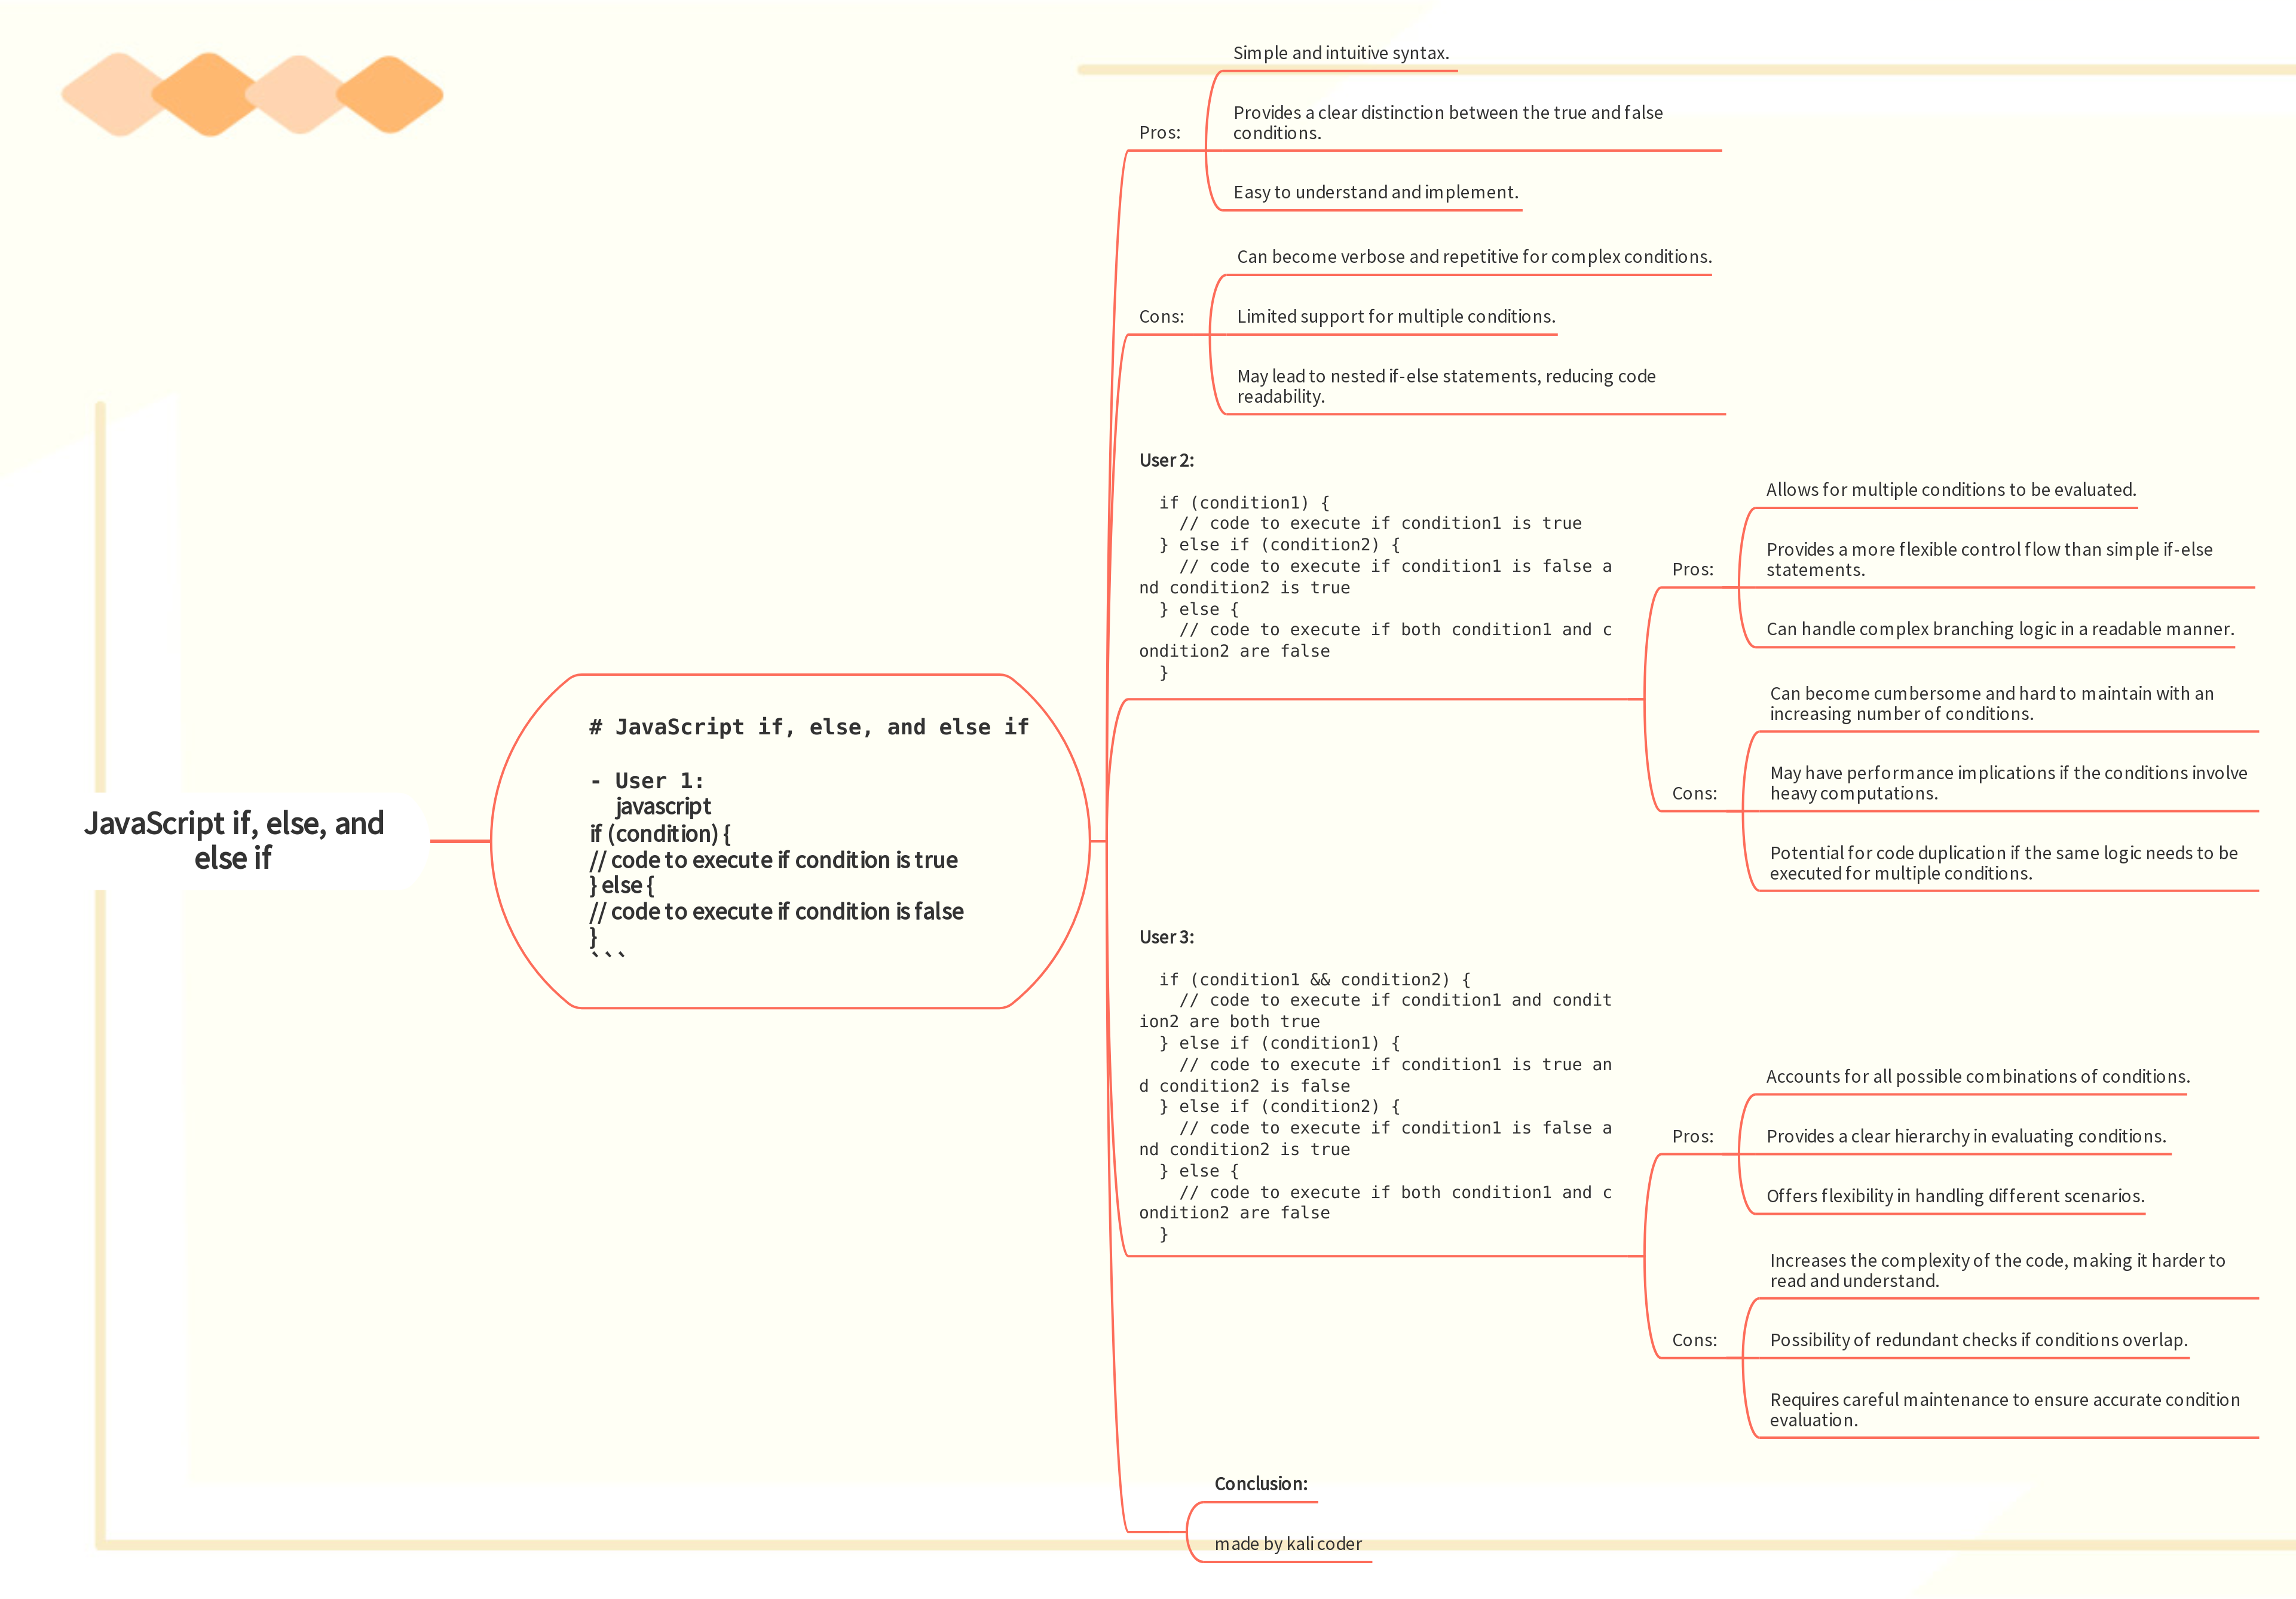 JavaScript if, else, and
else if
# JavaScript if, else, and else if
- User 1:
javascript
if (condition) {
// code to execute if condition is true
} else {
// code to execute if condition is false
}
```
Pros:
Simple and intuitive syntax.
Provides a clear distinction between the true and false
conditions.
Easy to understand and implement.
Cons:
Can become verbose and repetitive for complex conditions.
Limited support for multiple conditions.
May lead to nested if-else statements, reducing code
readability.
User 2:
  if (condition1) {
    // code to execute if condition1 is true
  } else if (condition2) {
    // code to execute if condition1 is false a
nd condition2 is true
  } else {
    // code to execute if both condition1 and c
ondition2 are false
  }
Pros:
Allows for multiple conditions to be evaluated.
Provides a more flexible control flow than simple if-else
statements.
Can handle complex branching logic in a readable manner.
Cons:
Can become cumbersome and hard to maintain with an
increasing number of conditions.
May have performance implications if the conditions involve
heavy computations.
Potential for code duplication if the same logic needs to be
executed for multiple conditions.
User 3:
  if (condition1 && condition2) {
    // code to execute if condition1 and condit
ion2 are both true
  } else if (condition1) {
    // code to execute if condition1 is true an
d condition2 is false
  } else if (condition2) {
    // code to execute if condition1 is false a
nd condition2 is true
  } else {
    // code to execute if both condition1 and c
ondition2 are false
  }
Pros:
Accounts for all possible combinations of conditions.
Provides a clear hierarchy in evaluating conditions.
Offers flexibility in handling different scenarios.
Cons:
Increases the complexity of the code, making it harder to
read and understand.
Possibility of redundant checks if conditions overlap.
Requires careful maintenance to ensure accurate condition
evaluation.
Conclusion:
made by kali coder